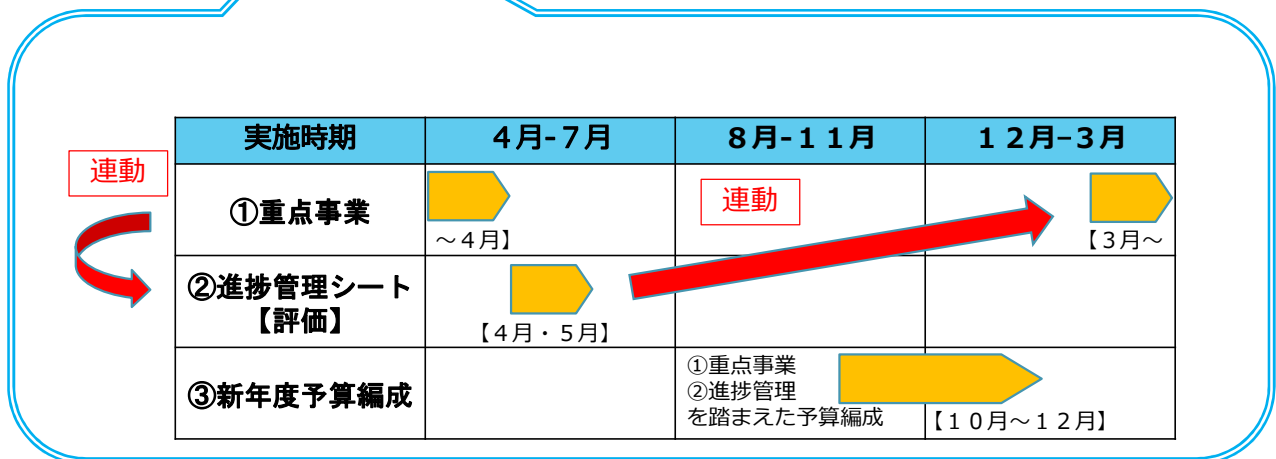 実施時期 4月-7月 8月-11月 12月–3月
連動
①重点事業
～4月】
連動
【3月～
②進捗管理シート
【評価】
【4月・5月】
③新年度予算編成
①重点事業
②進捗管理
を踏まえた予算編成
【10月～12月】